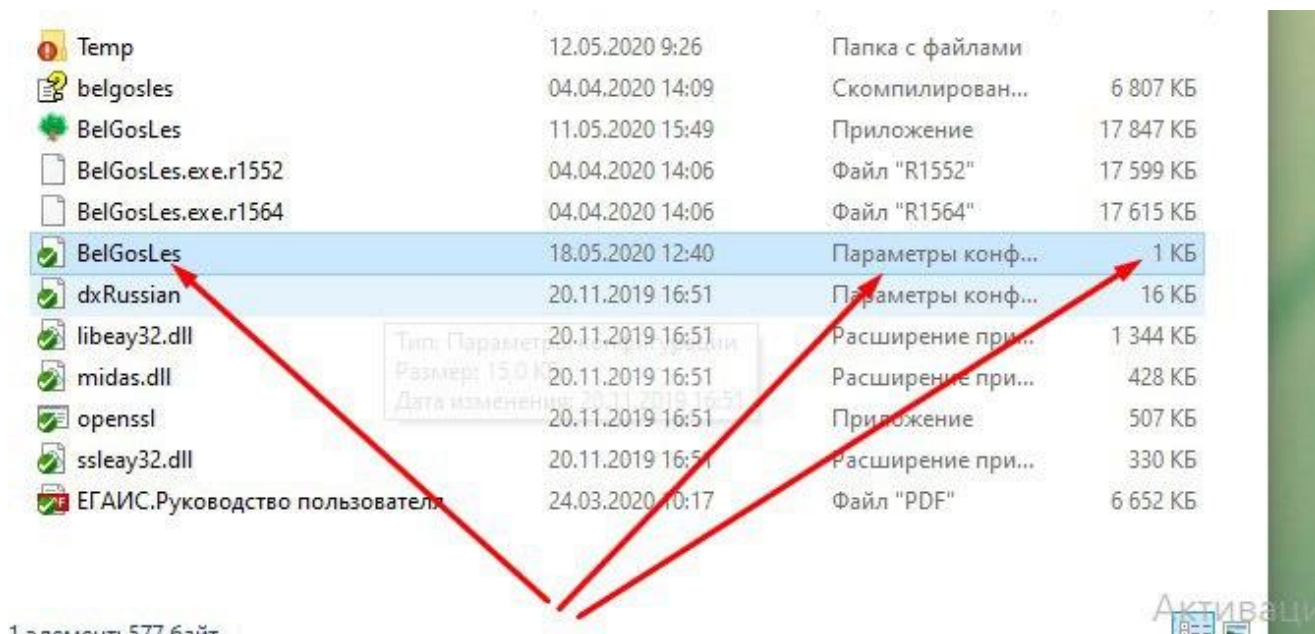 Temp 12.05.2020 9:26 Папка с файлами
belgosles 04.04.2020 14:09 Скомпилирован... 6 807 КБ
BelGosLes 11.05.2020 15:49 Приложение 17 847 КБ
BelGosLes.exe.r1552 04.04.2020 14:06 Файл "R1552" 17 599 КБ
BelGosLes.exe.r1564 04.04.2020 14:06 Файл "R1564" 17 615 КБ
BelGosLes 18.05.2020 12:40 Параметры конф... 1 КБ
dxRussian 20.11.2019 16:51 Параметры конф... 16 КБ
libeay32.dll 20.11.2019 16:51 Расширение при... 1 344 КБ
Тип: Параметры конфигурации
midas.dll 20.11.2019 16:51 Расширение при... 428 КБ
Размер: 15,0 КБ
Дата изменения: 20.11.2019 16:51
openssl 20.11.2019 16:51 Приложение 507 КБ
ssleay32.dll 20.11.2019 16:51 Расширение при... 330 КБ
ЕГАИС.Руководство пользователя 24.03.2020 10:17 Файл "PDF" 6 652 КБ
1 элемент: 577 байт